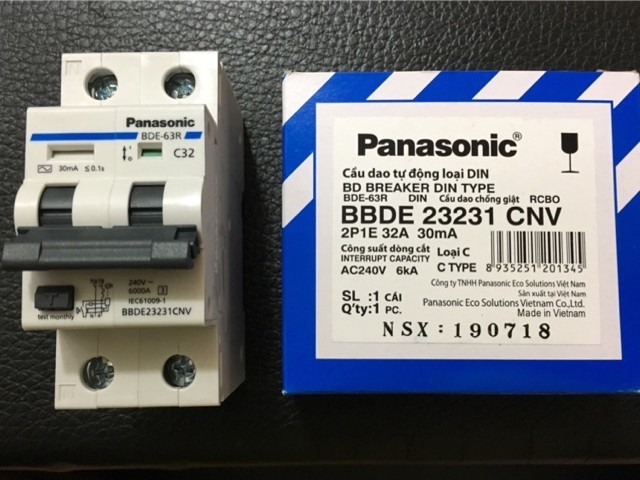 N
Panasonic
BDE-63R
30mA ≤0.1s
C32
240V~
6000A 3
IEC61009-1
BBDE23231CNV
test monthly
N
Panasonic®
Cầu dao tự động loại DIN
BD BREAKER DIN TYPE
BDE-63R DIN Cầu dao chống giật RCBO
BBDE 23231 CNV
2P1E 32A 30mA
Công suất dòng cắt Loại C
INTERRUPT CAPACITY
AC240V 6kA C TYPE
8 935251 201345
Công ty TNHH Panasonic Eco Solutions Việt Nam
Sản xuất tại Việt Nam
SL :1 CÁI
Panasonic Eco Solutions Vietnam Co.,Ltd.
Q'ty:1 PC.
Made in Vietnam
NSX : 190718